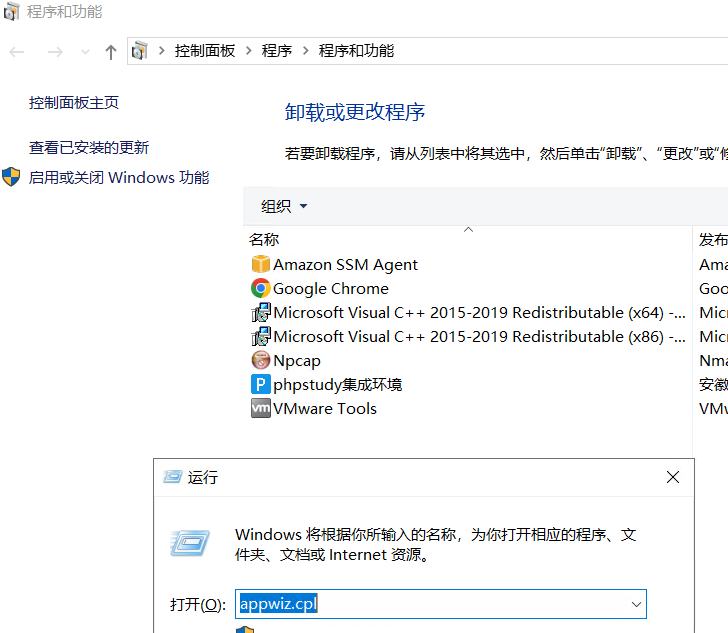 程序和功能
控制面板 程序 程序和功能
控制面板主页
查看已安装的更新
启用或关闭 Windows 功能
卸载或更改程序
若要卸载程序，请从列表中将其选中，然后单击“卸载”、“更改”或“修
组织
名称 发布
Amazon SSM Agent Ama
Google Chrome Goo
Microsoft Visual C++ 2015-2019 Redistributable (x64) -... Micr
Microsoft Visual C++ 2015-2019 Redistributable (x86) -... Micr
Npcap Nma
P phpstudy集成环境 安徽
vm VMware Tools VMw
运行
Windows 将根据你所输入的名称，为你打开相应的程序、文
件夹、文档或 Internet 资源。
打开(O): appwiz.cpl